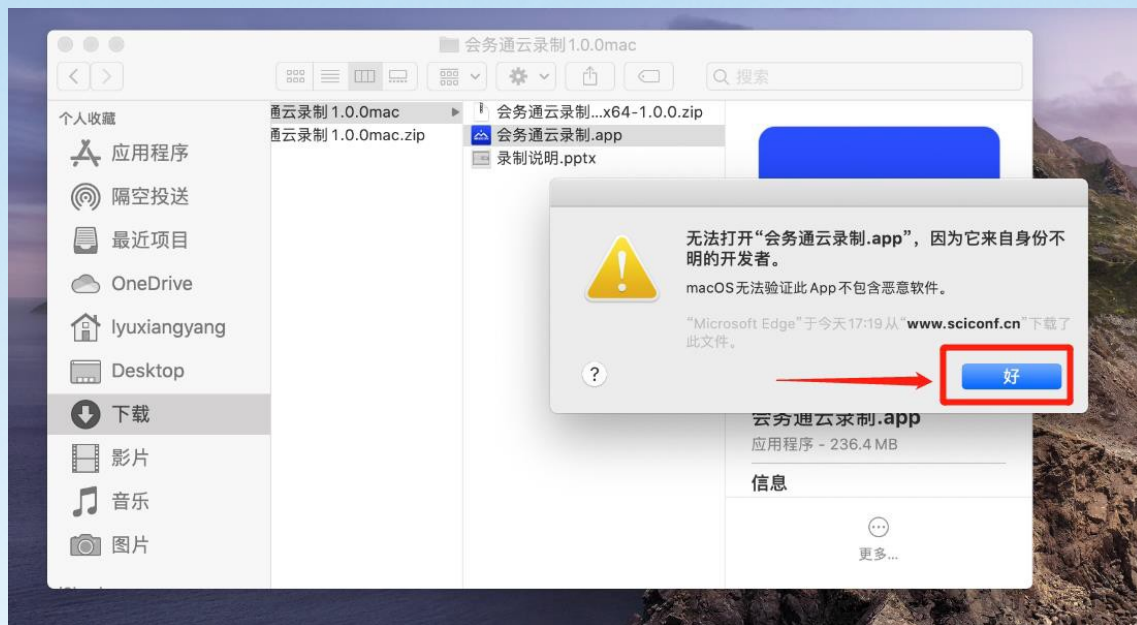 会务通云录制1.0.0mac
搜索
个人收藏
应用程序
隔空投送
最近项目
OneDrive
lyuxiangyang
Desktop
下载
影片
音乐
图片
通云录制1.0.0mac
通云录制1.0.0mac.zip
会务通云录制...x64-1.0.0.zip
会务通云录制.app
录制说明.pptx
无法打开“会务通云录制.app”，因为它来自身份不
明的开发者。
macOS无法验证此App不包含恶意软件。
“Microsoft Edge”于今天17:19从“www.sciconf.cn”下载了
此文件。
?
好
会务通云录制.app
应用程序 - 236.4 MB
信息
更多...